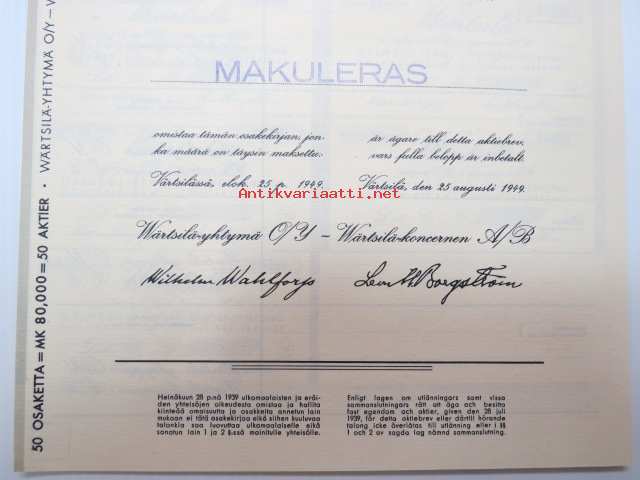 50 OSAKETTA = MK 80,000 = 50 AKTIER • WÄRTSILÄ-YHTYMÄ O/Y —
MAKULERAS
omistaa tämän osakekirjan, jon-
ka määrä on täysin maksettu.
Värtsilässä, elok. 25 p. 1949.
är ägare till detta aktiebrev,
vars fulla belopp är inbetalt.
Värtsilä, den 25 augusti 1949.
Antikvariaatti.net
Wärtsilä-yhtymä O/Y – Wärtsilä-koncernen A/B
Wilhelm Wahlforss
Borgström
Heinäkuun 28 p:nä 1939 ulkomaalaisten ja eräi-
den yhteisöjen oikeudesta omistaa ja hallita
kiinteää omaisuutta ja osakkeita annetun lain
mukaan ei tätä osakekirjaa eikä siihen kuuluvaa
talonkia saa luovuttaa ulkomaalaiselle eikä
sanotun lain 1 ja 2 §:ssä mainitulle yhteisölle.
Enligt lagen om utlänningars samt vissa
sammanslutningars rätt att äga och besitta
fast egendom och aktier, given den 28 juli
1939, får detta aktiebrev eller därtill hörande
talong icke överlåtas till utlänning eller i §§
1 och 2 av sagda lag nämnd sammanslutning.